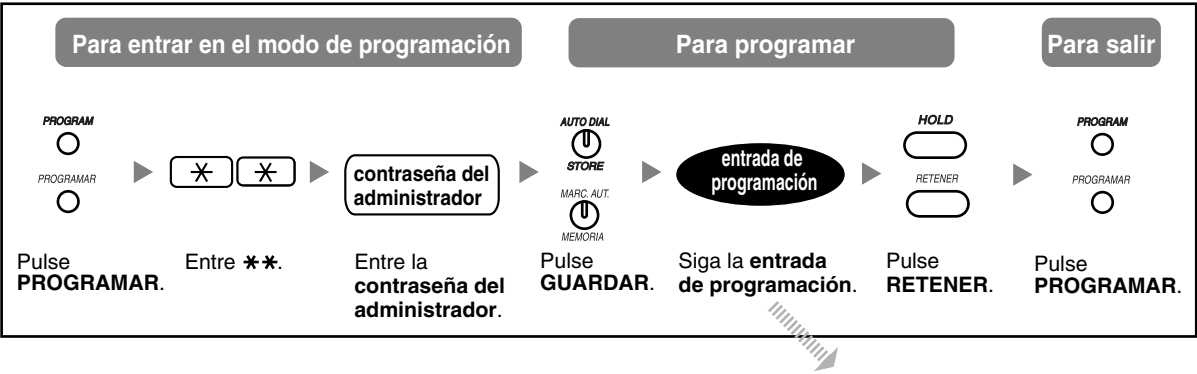 Para entrar en el modo de programación
Para programar
Para salir
PROGRAM
PROGRAMAR
✳ ✳
contraseña del
administrador
AUTO DIAL
STORE
MARC. AUT.
MEMORIA
entrada de
programación
HOLD
RETENER
PROGRAM
PROGRAMAR
Pulse
PROGRAMAR.
Entre ✳✳.
Entre la
contraseña del
administrador.
Pulse
GUARDAR.
Siga la entrada
de programación.
Pulse
RETENER.
Pulse
PROGRAMAR.